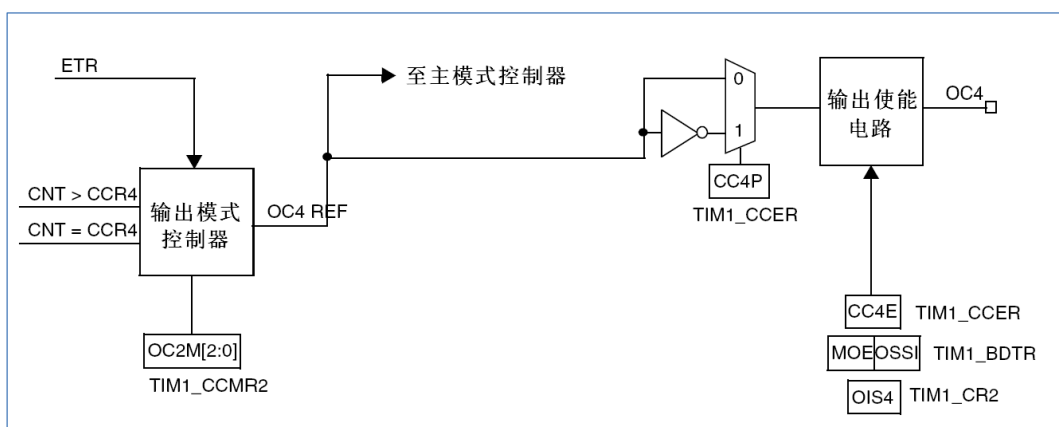 ETR
至主模式控制器
0
1
输出使能
电路
OC4
CC4P
TIM1_CCER
CNT > CCR4
CNT = CCR4
输出模式
控制器
OC4 REF
OC2M[2:0]
TIM1_CCMR2
CC4E TIM1_CCER
MOE OSSI TIM1_BDTR
OIS4 TIM1_CR2